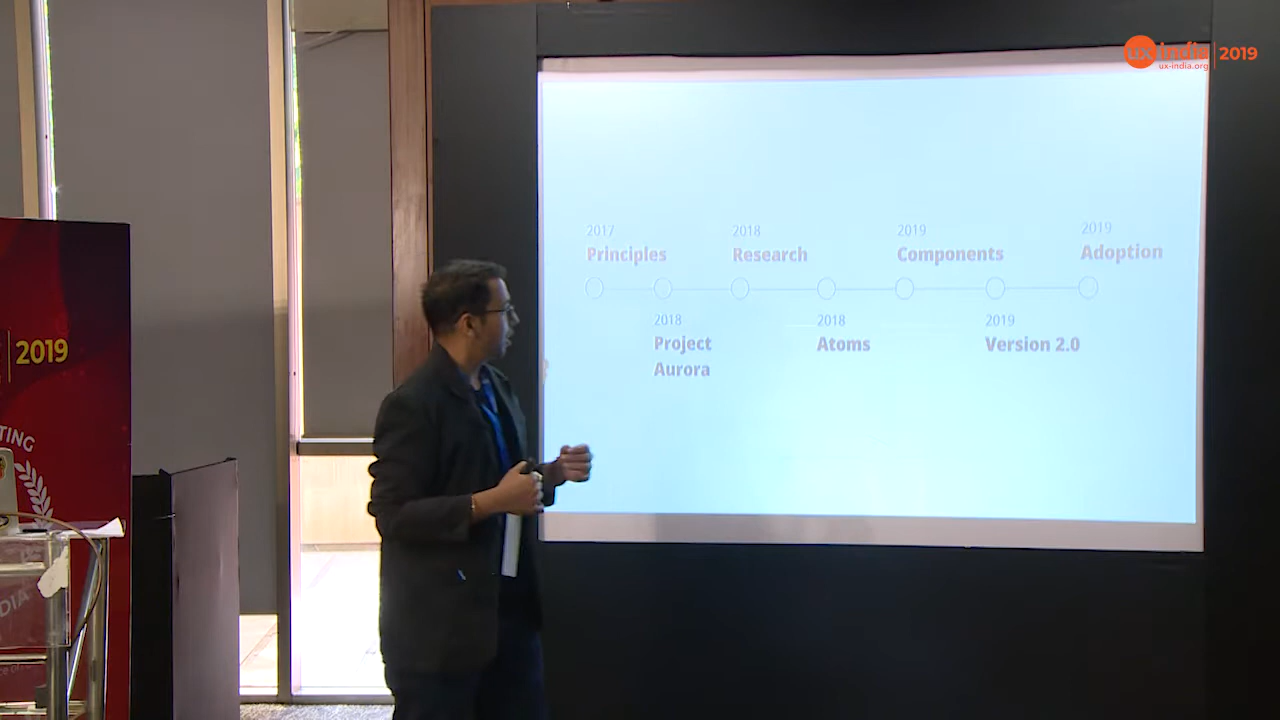 ux india 2019
ux-india.org
2019
TING
DIA
2017
Principles
2018
Research
2019
Components
2019
Adoption
2018
Project
Aurora
2018
Atoms
2019
Version 2.0